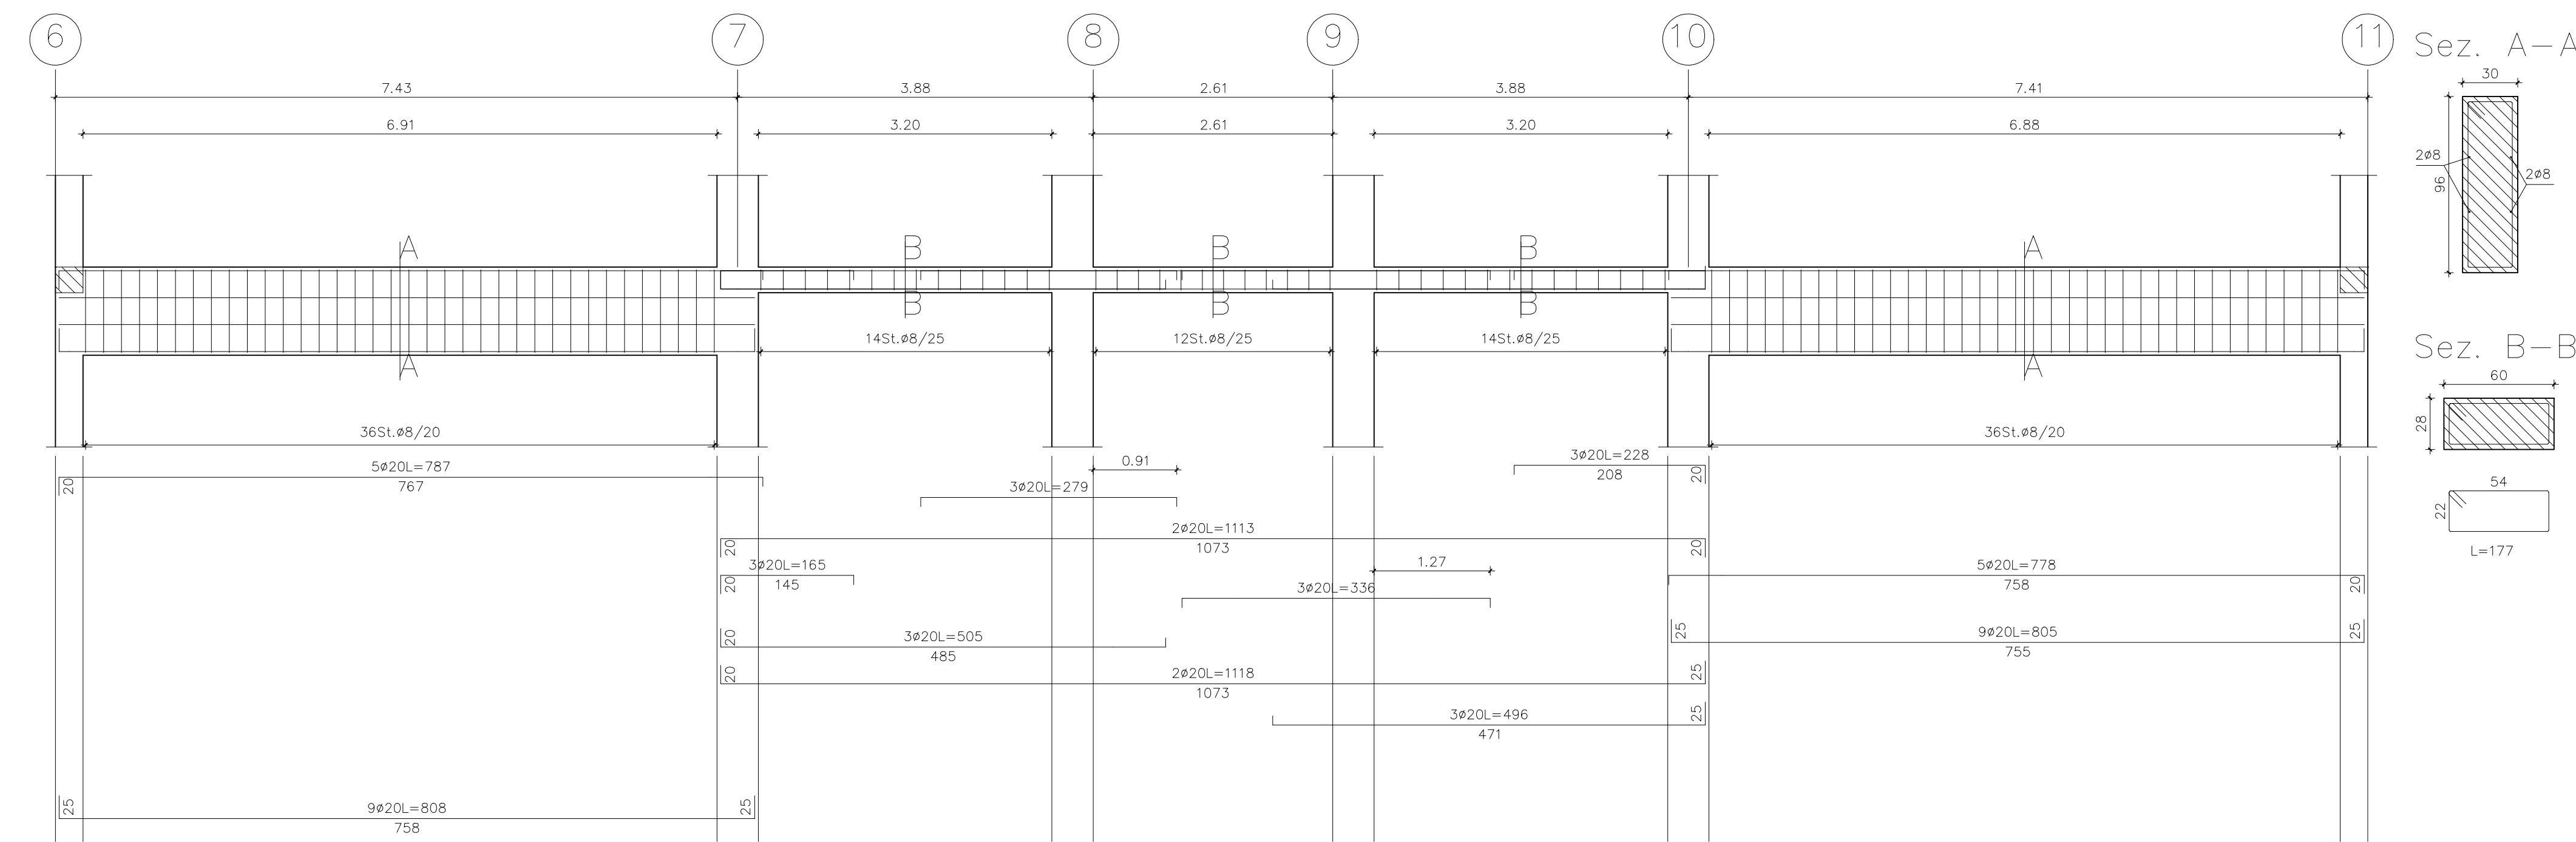 6 7 8 9 10 11
7.43 3.88 2.61 3.88 7.41
6.91 3.20 2.61 3.20 6.88
A B B B A
A B B B A
14St.ø8/25 12St.ø8/25 14St.ø8/25
36St.ø8/20 36St.ø8/20
5ø20L=787
767
20
0.91
3ø20L=279
3ø20L=228
208
20
2ø20L=1113
1073
20 20
3ø20L=165
145
20
1.27
3ø20L=336
5ø20L=778
758
20
3ø20L=505
485
20
9ø20L=805
755
25 25
2ø20L=1118
1073
20 25
3ø20L=496
471
25
9ø20L=808
758
25 25
Sez. A-A
30
96
2ø8
2ø8
Sez. B-B
60
28
54
22
L=177